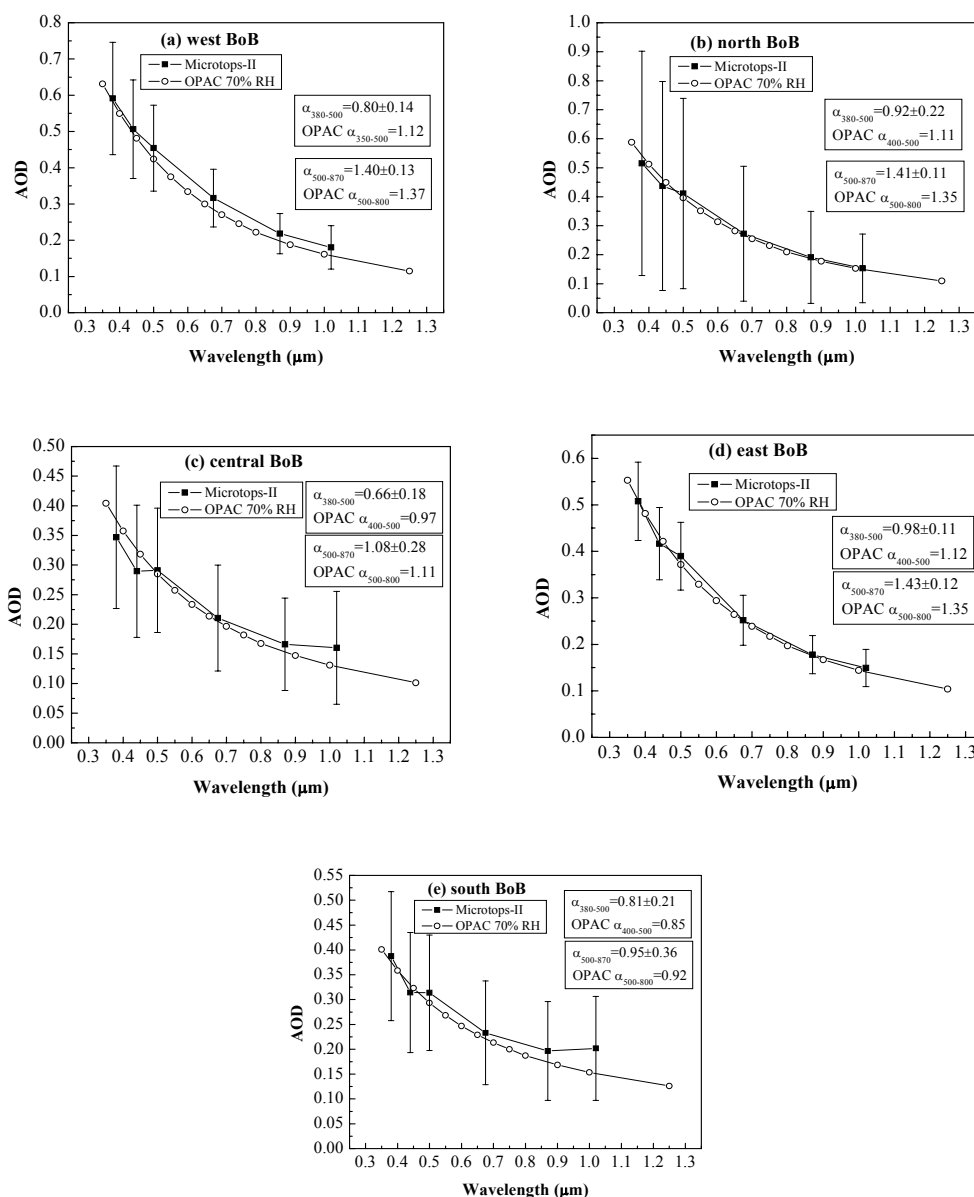 (a) west BoB
Microtops-II
OPAC 70% RH
α380-500=0.80±0.14
OPAC α350-500=1.12
α500-870=1.40±0.13
OPAC α500-800=1.37
AOD
0.8
0.7
0.6
0.5
0.4
0.3
0.2
0.1
0.0
0.3 0.4 0.5 0.6 0.7 0.8 0.9 1.0 1.1 1.2 1.3
Wavelength (μm)
(b) north BoB
Microtops-II
OPAC 70% RH
α380-500=0.92±0.22
OPAC α400-500=1.11
α500-870=1.41±0.11
OPAC α500-800=1.35
AOD
1.0
0.9
0.8
0.7
0.6
0.5
0.4
0.3
0.2
0.1
0.0
0.3 0.4 0.5 0.6 0.7 0.8 0.9 1.0 1.1 1.2 1.3
Wavelength (μm)
(c) central BoB
Microtops-II
OPAC 70% RH
α380-500=0.66±0.18
OPAC α400-500=0.97
α500-870=1.08±0.28
OPAC α500-800=1.11
AOD
0.50
0.45
0.40
0.35
0.30
0.25
0.20
0.15
0.10
0.05
0.00
0.3 0.4 0.5 0.6 0.7 0.8 0.9 1.0 1.1 1.2 1.3
Wavelength (μm)
(d) east BoB
Microtops-II
OPAC 70% RH
α380-500=0.98±0.11
OPAC α400-500=1.12
α500-870=1.43±0.12
OPAC α500-800=1.35
AOD
0.6
0.5
0.4
0.3
0.2
0.1
0.0
0.3 0.4 0.5 0.6 0.7 0.8 0.9 1.0 1.1 1.2 1.3
Wavelength (μm)
(e) south BoB
Microtops-II
OPAC 70% RH
α380-500=0.81±0.21
OPAC α400-500=0.85
α500-870=0.95±0.36
OPAC α500-800=0.92
AOD
0.55
0.50
0.45
0.40
0.35
0.30
0.25
0.20
0.15
0.10
0.05
0.00
0.3 0.4 0.5 0.6 0.7 0.8 0.9 1.0 1.1 1.2 1.3
Wavelength (μm)